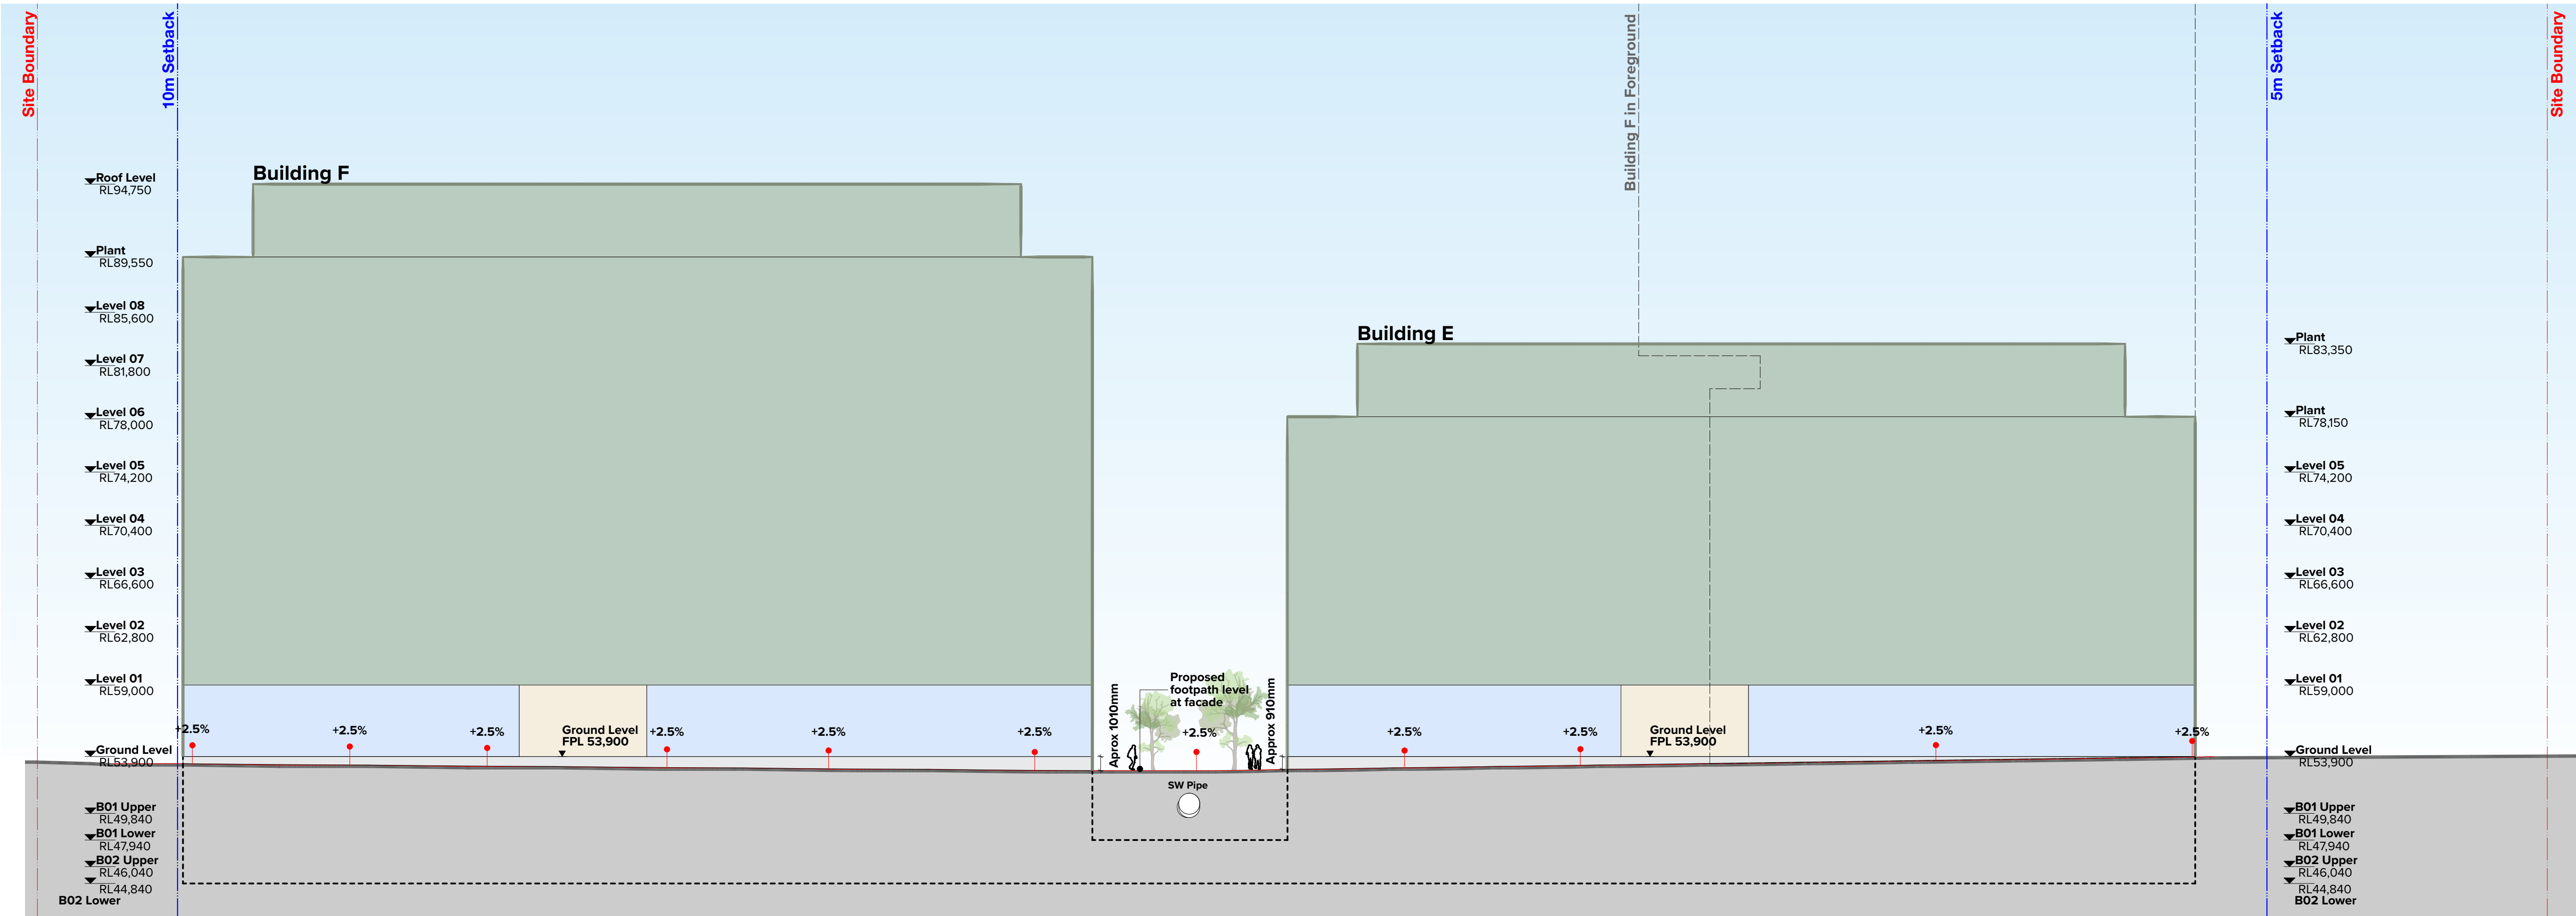 Site Boundary
10m Setback
Building F in Foreground
5m Setback
Site Boundary
Building F
Building E
Roof Level
RL94,750
Plant
RL89,550
Level 08
RL85,600
Level 07
RL81,800
Level 06
RL78,000
Level 05
RL74,200
Level 04
RL70,400
Level 03
RL66,600
Level 02
RL62,800
Level 01
RL59,000
Ground Level
RL53,900
B01 Upper
RL49,840
B01 Lower
RL47,940
B02 Upper
RL46,040
RL44,840
B02 Lower
+2.5%
+2.5%
+2.5%
Ground Level
FPL 53,900
+2.5%
+2.5%
+2.5%
Aprox 1010mm
Proposed
footpath level
at facade
+2.5%
Approx 910mm
SW Pipe
+2.5%
+2.5%
Ground Level
FPL 53,900
+2.5%
+2.5%
Plant
RL83,350
Plant
RL78,150
Level 05
RL74,200
Level 04
RL70,400
Level 03
RL66,600
Level 02
RL62,800
Level 01
RL59,000
Ground Level
RL53,900
B01 Upper
RL49,840
B01 Lower
RL47,940
B02 Upper
RL46,040
RL44,840
B02 Lower